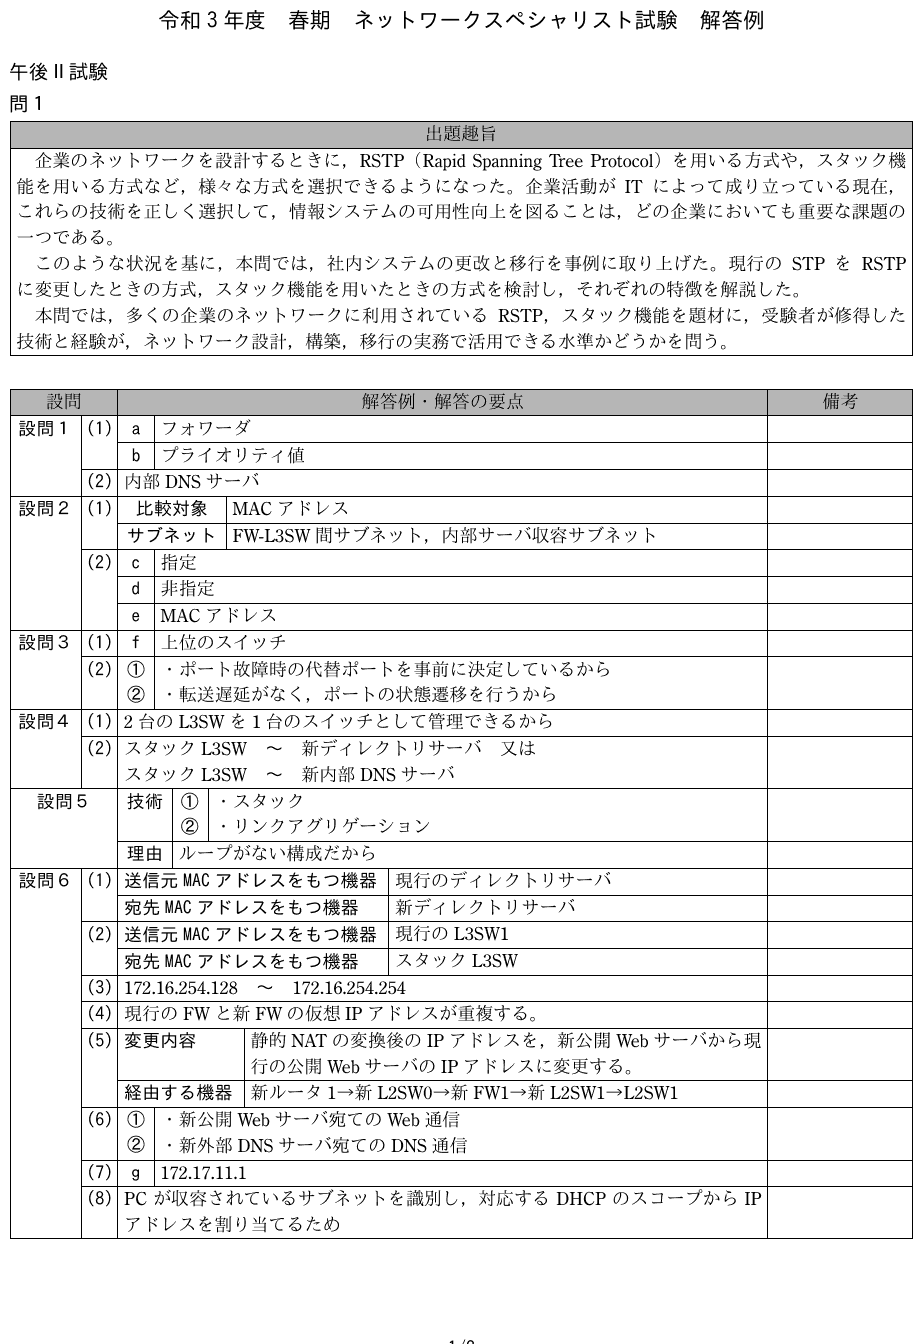 令和3年度　春期　ネットワークスペシャリスト試験　解答例
午後Ⅱ試験
問1
出題趣旨
　企業のネットワークを設計するときに，RSTP（Rapid Spanning Tree Protocol）を用いる方式や，スタック機
能を用いる方式など，様々な方式を選択できるようになった。企業活動が IT によって成り立っている現在，
これらの技術を正しく選択して，情報システムの可用性向上を図ることは，どの企業においても重要な課題の
一つである。
　このような状況を基に，本問では，社内システムの更改と移行を事例に取り上げた。現行の STP を RSTP
に変更したときの方式，スタック機能を用いたときの方式を検討し，それぞれの特徴を解説した。
　本問では，多くの企業のネットワークに利用されている RSTP，スタック機能を題材に，受験者が修得した
技術と経験が，ネットワーク設計，構築，移行の実務で活用できる水準かどうかを問う。
設問 解答例・解答の要点 備考
設問1 (1) a フォワーダ
b プライオリティ値
(2) 内部 DNS サーバ
設問2 (1) 比較対象 MAC アドレス
サブネット FW-L3SW 間サブネット，内部サーバ収容サブネット
(2) c 指定
d 非指定
e MAC アドレス
設問3 (1) f 上位のスイッチ
(2) ① ・ポート故障時の代替ポートを事前に決定しているから
② ・転送遅延がなく，ポートの状態遷移を行うから
設問4 (1) 2 台の L3SW を 1 台のスイッチとして管理できるから
(2) スタック L3SW　～　新ディレクトリサーバ　又は
スタック L3SW　～　新内部 DNS サーバ
設問5 技術 ① ・スタック
② ・リンクアグリゲーション
理由 ループがない構成だから
設問6 (1) 送信元 MAC アドレスをもつ機器 現行のディレクトリサーバ
宛先 MAC アドレスをもつ機器 新ディレクトリサーバ
(2) 送信元 MAC アドレスをもつ機器 現行の L3SW1
宛先 MAC アドレスをもつ機器 スタック L3SW
(3) 172.16.254.128　～　172.16.254.254
(4) 現行の FW と新 FW の仮想 IP アドレスが重複する。
(5) 変更内容 静的 NAT の変換後の IP アドレスを，新公開 Web サーバから現
行の公開 Web サーバの IP アドレスに変更する。
経由する機器 新ルータ 1→新 L2SW0→新 FW1→新 L2SW1→L2SW1
(6) ① ・新公開 Web サーバ宛ての Web 通信
② ・新外部 DNS サーバ宛ての DNS 通信
(7) g 172.17.11.1
(8) PC が収容されているサブネットを識別し，対応する DHCP のスコープから IP
アドレスを割り当てるため